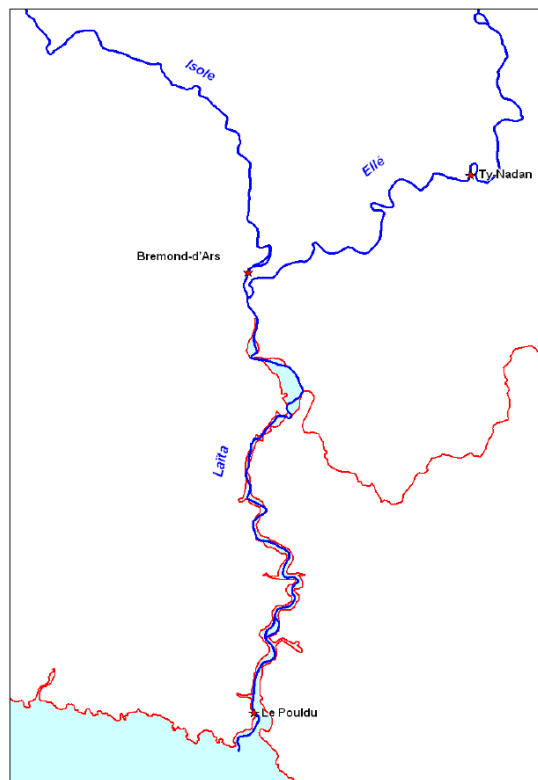 Isole
Ellé
Ty-Nadan
Bremond-d'Ars
Laïta
Le Pouldu